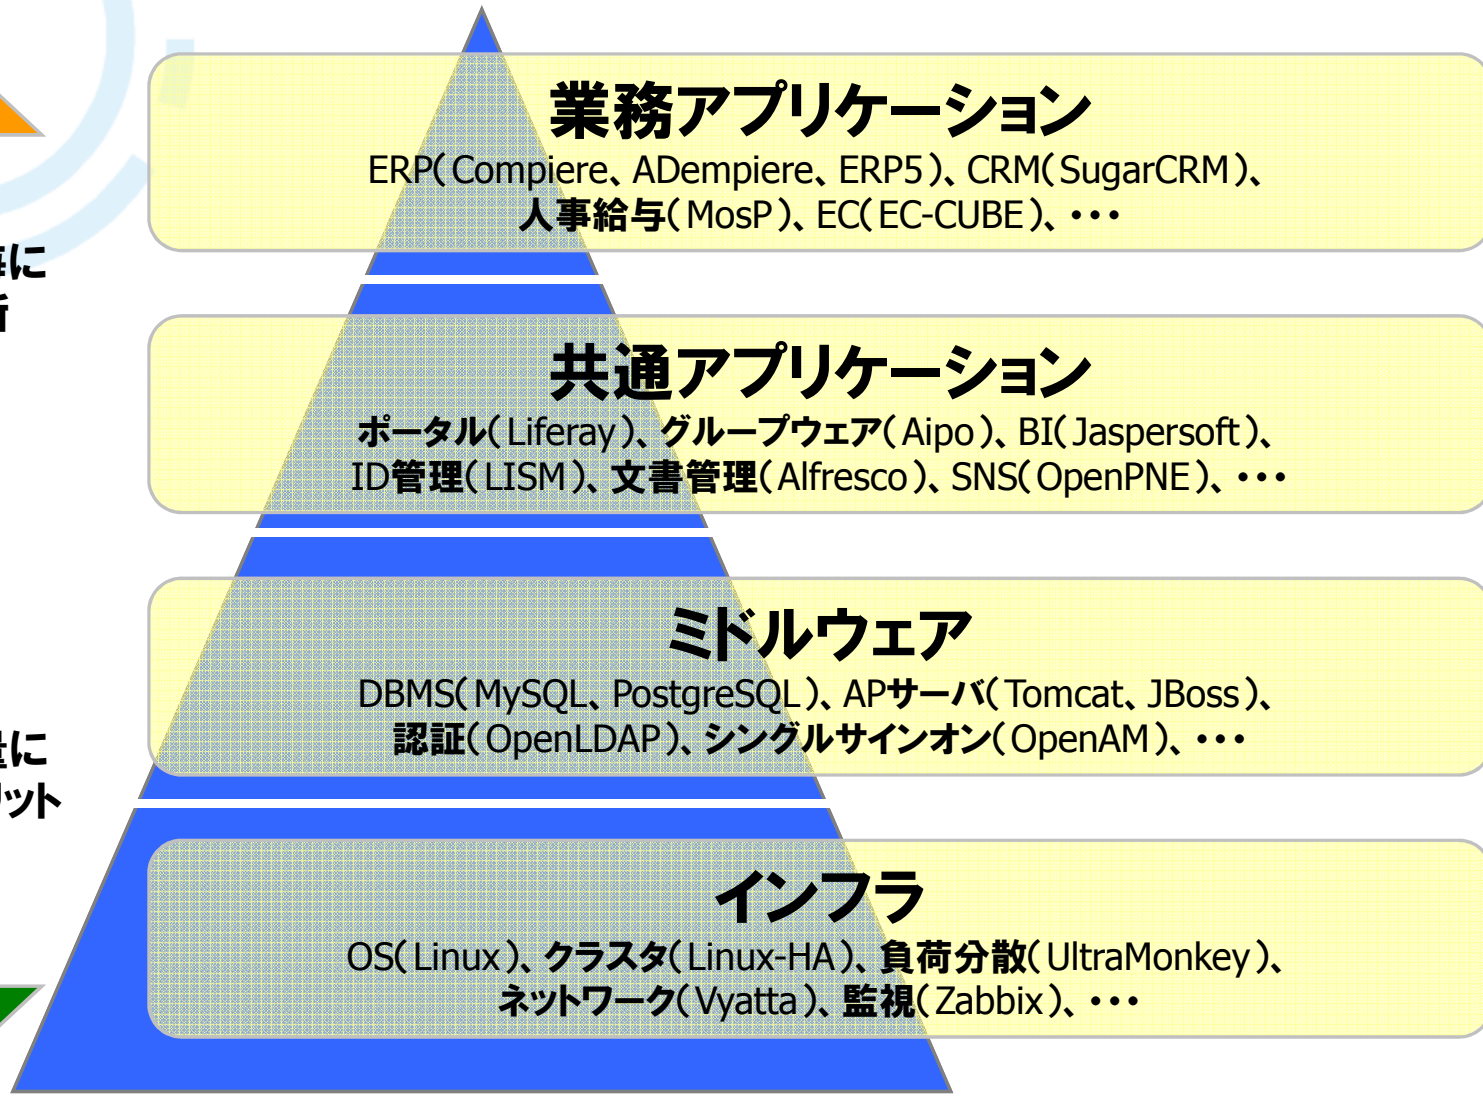 業務アプリケーション
ERP(Compiere、ADempiere、ERP5)、CRM(SugarCRM)、
人事給与(MosP)、EC(EC-CUBE)、・・・
に
共通アプリケーション
ポータル(Liferay)、グループウェア(Aipo)、BI(Jaspersoft)、
ID管理(LISM)、文書管理(Alfresco)、SNS(OpenPNE)、・・・
ミドルウェア
DBMS(MySQL、PostgreSQL)、APサーバ(Tomcat、JBoss)、
認証(OpenLDAP)、シングルサインオン(OpenAM)、・・・
に
ット
インフラ
OS(Linux)、クラスタ(Linux-HA)、負荷分散(UltraMonkey)、
ネットワーク(Vyatta)、監視(Zabbix)、・・・